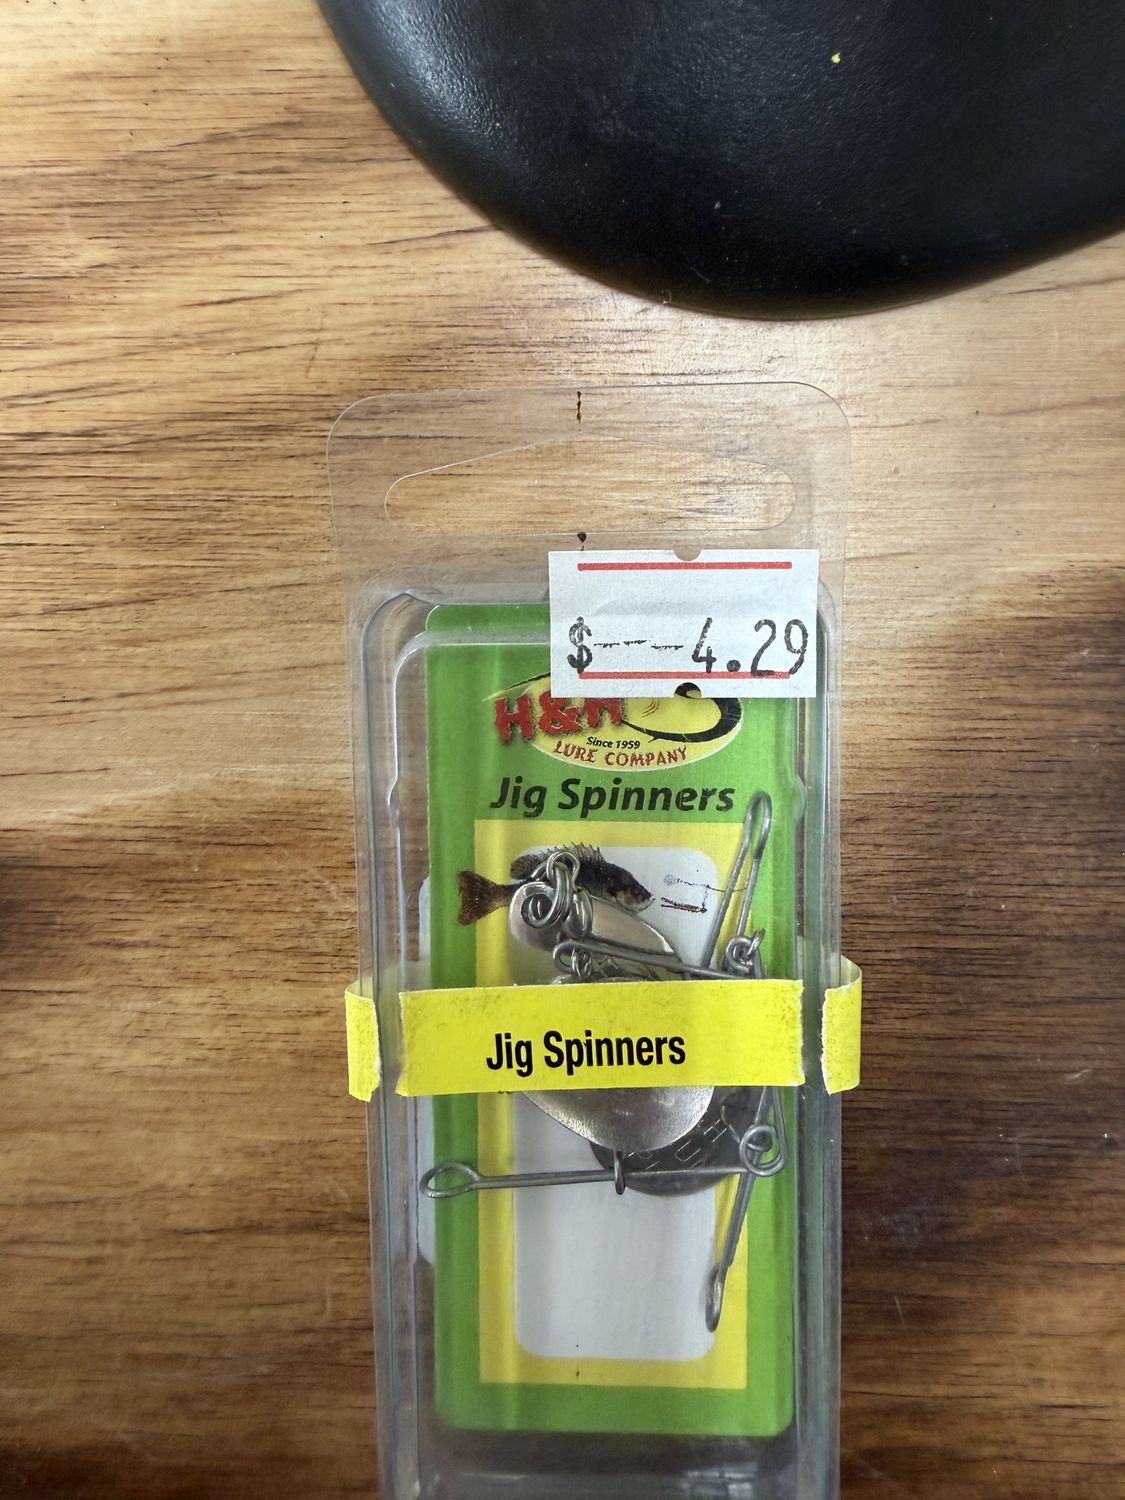 $---4.29
H&H
Since 1959
LURE COMPANY
Jig Spinners
Jig Spinners